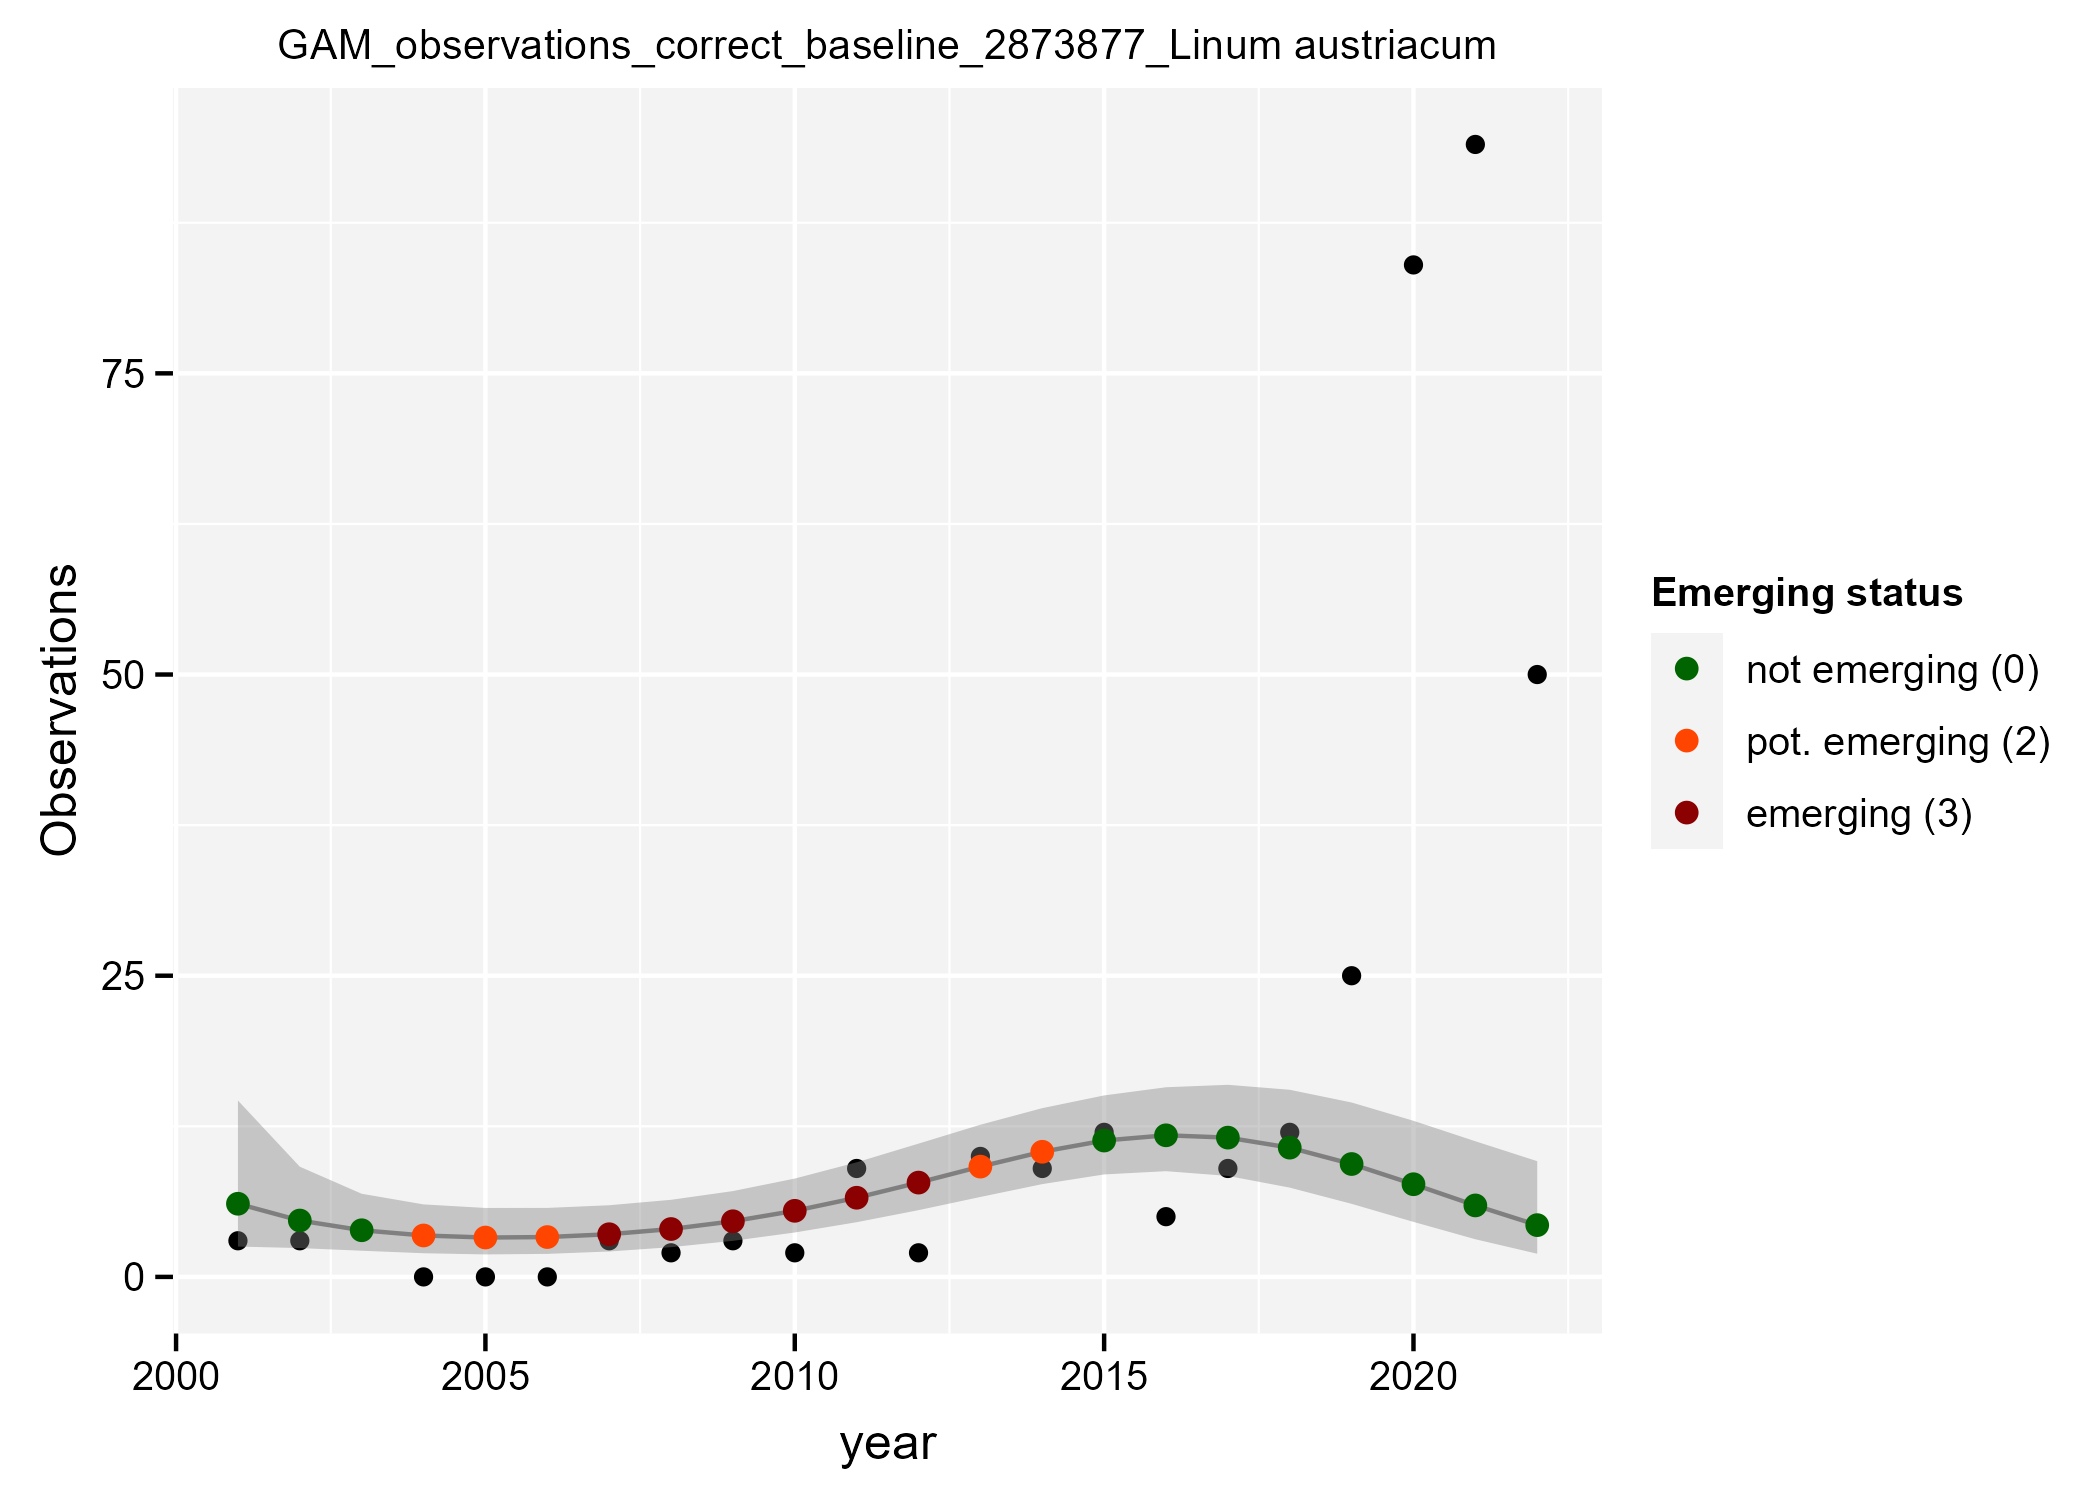 GAM_observations_correct_baseline_2873877_Linum austriacum
Observations
75
50
25
0
2000 2005 2010 2015 2020
year
Emerging status
not emerging (0)
pot. emerging (2)
emerging (3)